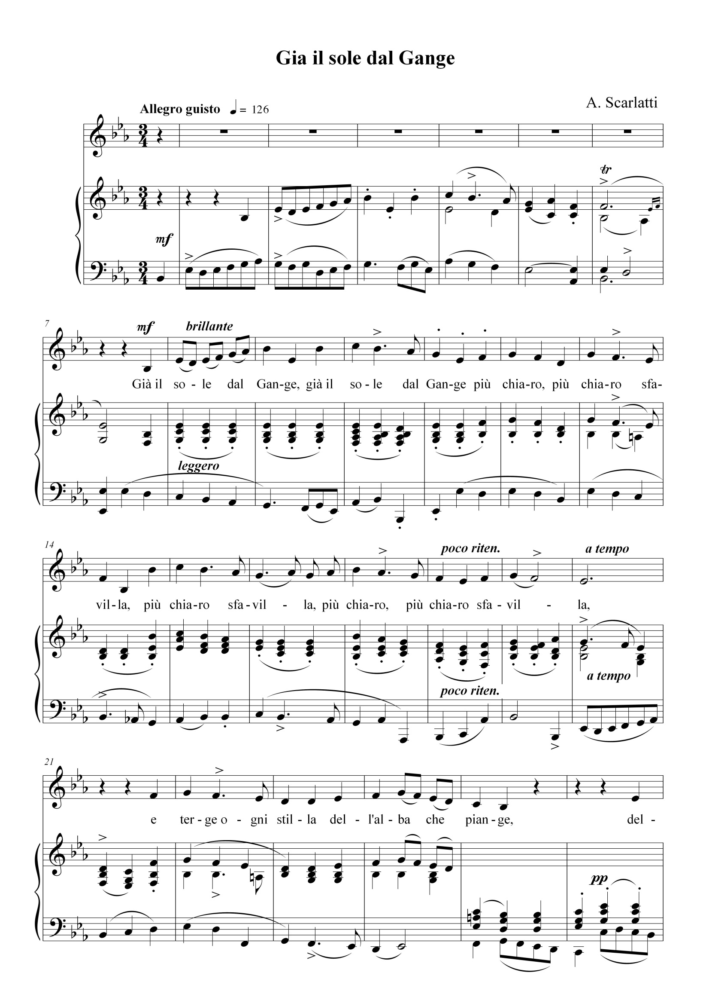 Gia il sole dal Gange
A. Scarlatti
Allegro guisto = 126
mf
7
mf brillante
Già il so - le dal Gan-ge, già il so - le dal Gan-ge più chia-ro, più chia-ro sfa-
leggero
14
poco riten. a tempo
vil-la, più chia-ro sfa-vil - la, più chia-ro, più chia-ro sfa - vil - la,
a tempo
poco riten.
21
e ter-ge o - gni stil-la del - l'al-ba che pian-ge, del -
pp